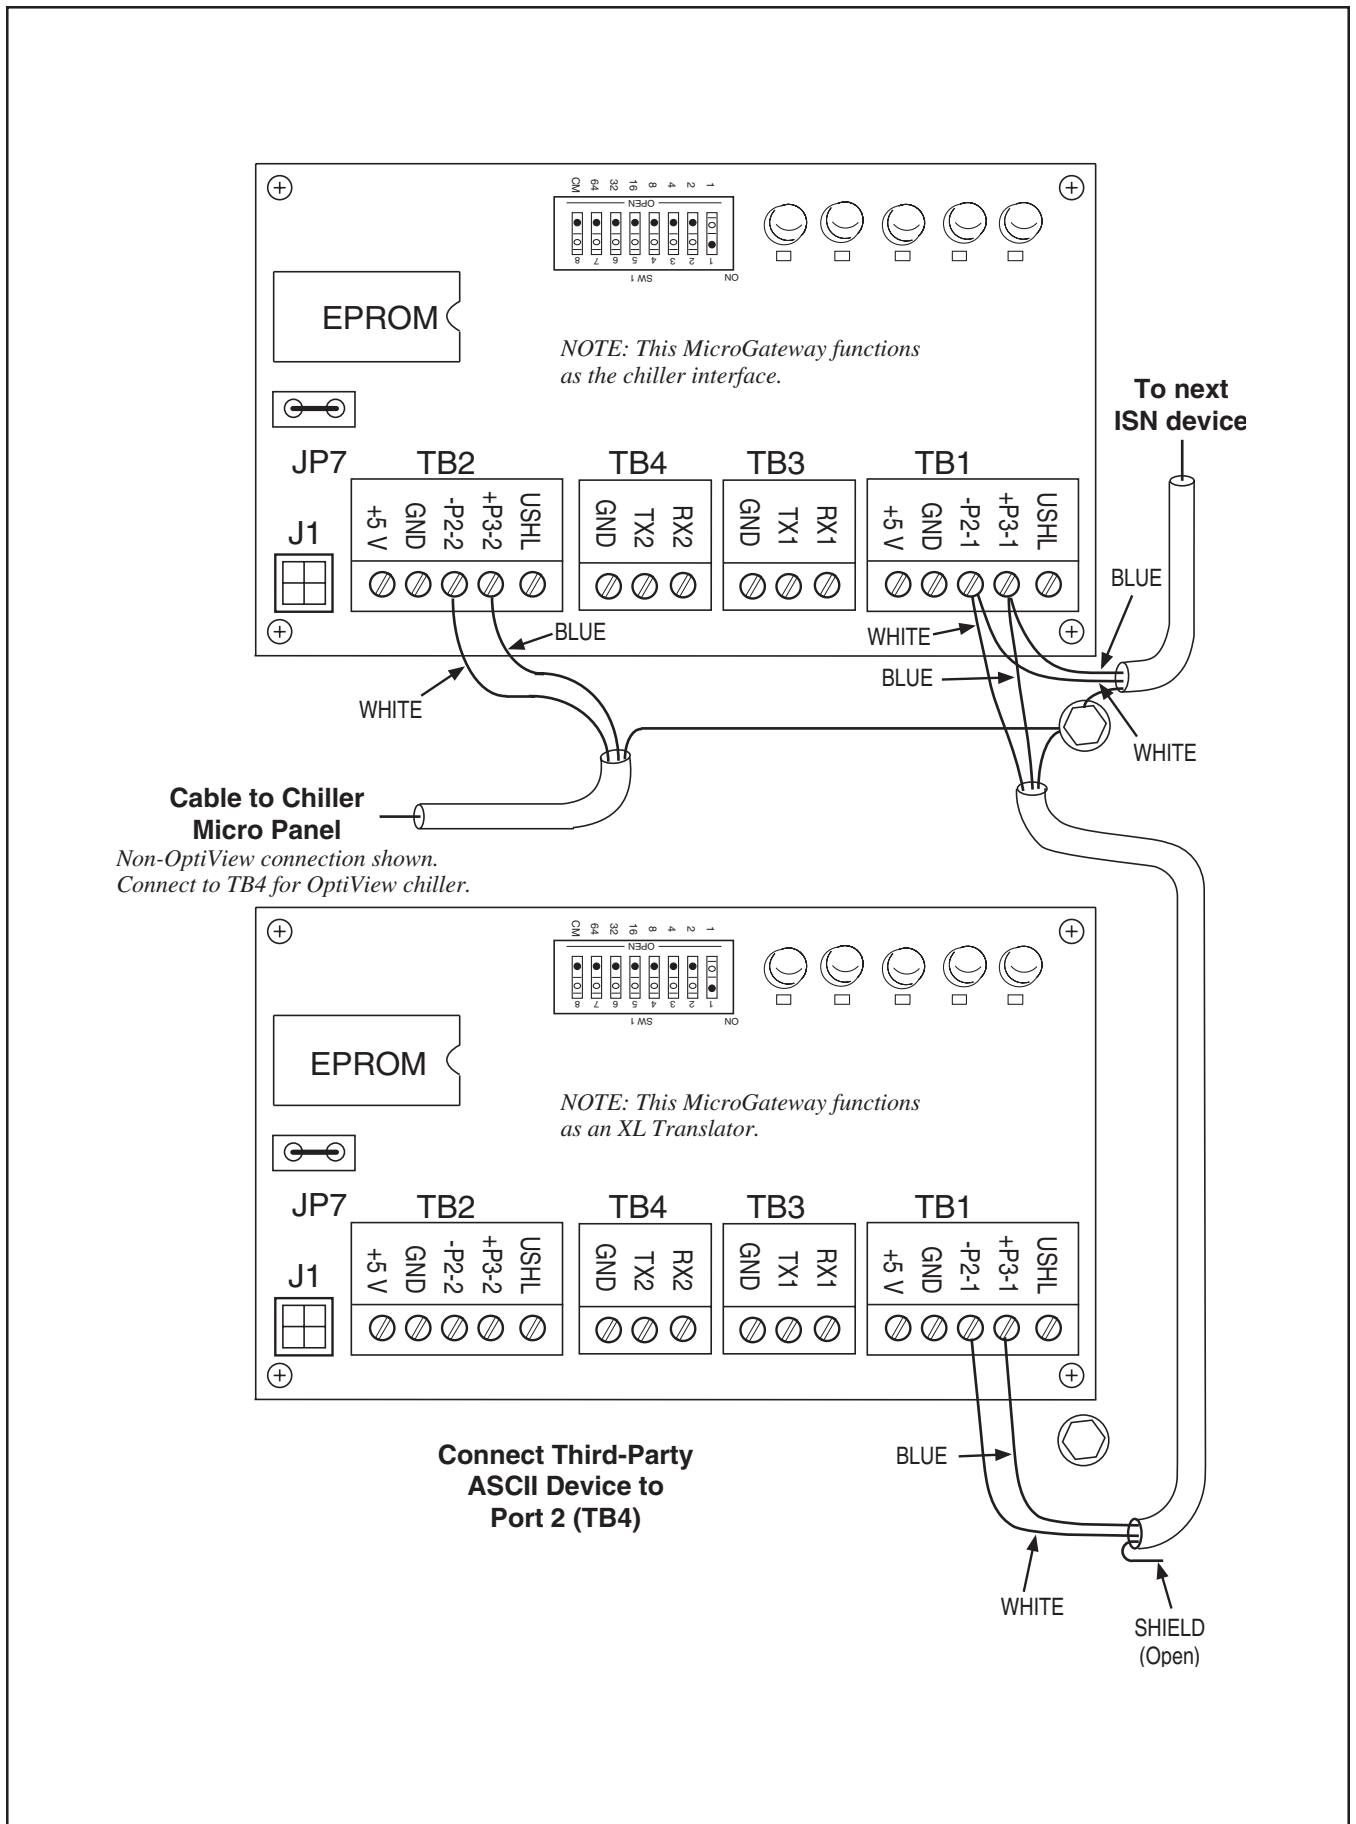 CM 64 32 16 8 4 2 1
OPEN
8 7 6 5 4 3 2 1
SW 1
ON
EPROM
NOTE: This MicroGateway functions
as the chiller interface.
To next
ISN device
JP7
TB2
TB4
TB3
TB1
J1
+5 V
GND
-P2-2
+P3-2
USHL
GND
TX2
RX2
GND
TX1
RX1
+5 V
GND
-P2-1
+P3-1
USHL
BLUE
BLUE
WHITE
BLUE
WHITE
WHITE
Cable to Chiller
Micro Panel
Non-OptiView connection shown.
Connect to TB4 for OptiView chiller.
CM 64 32 16 8 4 2 1
OPEN
8 7 6 5 4 3 2 1
SW 1
ON
EPROM
NOTE: This MicroGateway functions
as an XL Translator.
JP7
TB2
TB4
TB3
TB1
J1
+5 V
GND
-P2-2
+P3-2
USHL
GND
TX2
RX2
GND
TX1
RX1
+5 V
GND
-P2-1
+P3-1
USHL
Connect Third-Party
ASCII Device to
Port 2 (TB4)
BLUE
WHITE
SHIELD
(Open)